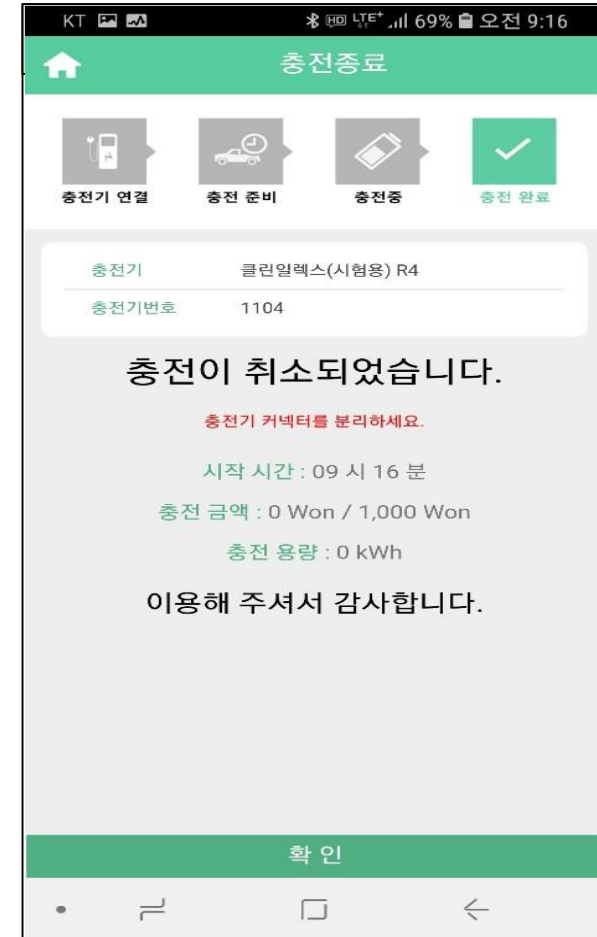 KT HD LTE+ 69% 오전 9:16
충전종료
충전기 연결 충전 준비 충전중 충전 완료
충전기 클린일렉스(시험용) R4
충전기번호 1104
충전이 취소되었습니다.
충전기 커넥터를 분리하세요.
시작 시간 : 09 시 16 분
충전 금액 : 0 Won / 1,000 Won
충전 용량 : 0 kWh
이용해 주셔서 감사합니다.
확 인